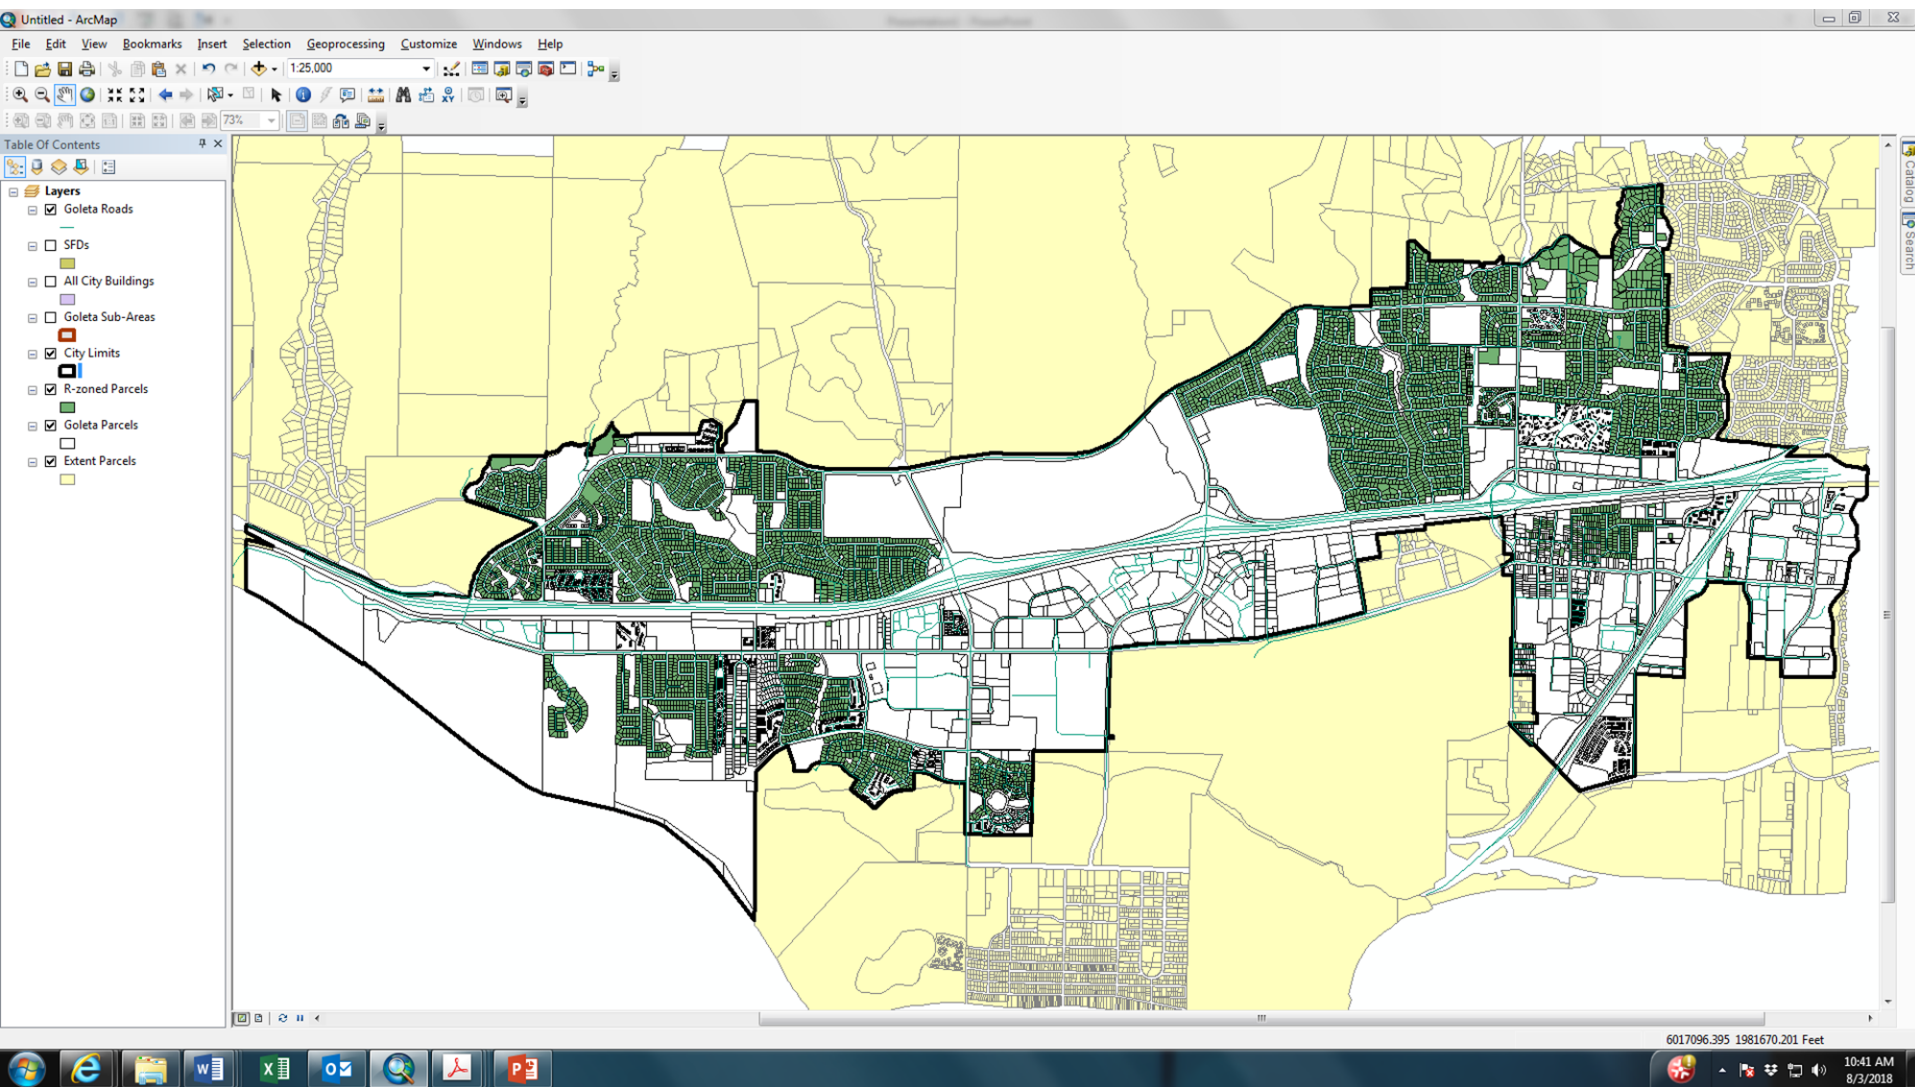 Untitled - ArcMap
File Edit View Bookmarks Insert Selection Geoprocessing Customize Windows Help
1:25,000
73%
Table Of Contents
Layers
Goleta Roads
SFDs
All City Buildings
Goleta Sub-Areas
City Limits
R-zoned Parcels
Goleta Parcels
Extent Parcels
Catalog
Search
6017096.395 1981670.201 Feet
10:41 AM
8/3/2018